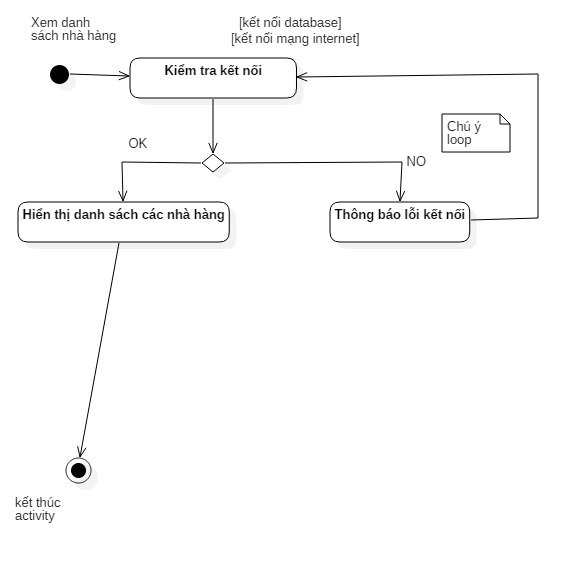 Xem danh
sách nhà hàng
[kết nối database]
[kết nối mạng internet]
Kiểm tra kết nối
Chú ý
loop
OK
NO
Hiển thị danh sách các nhà hàng
Thông báo lỗi kết nối
kết thúc
activity